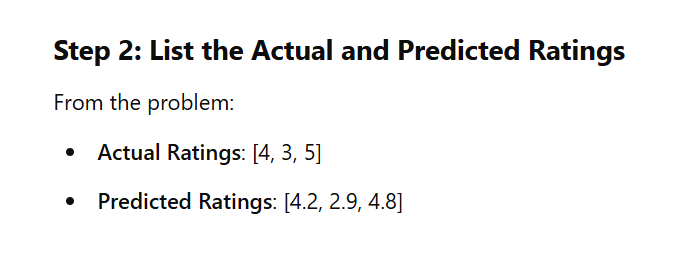 Step 2: List the Actual and Predicted Ratings
From the problem:
• Actual Ratings: [4, 3, 5]
• Predicted Ratings: [4.2, 2.9, 4.8]